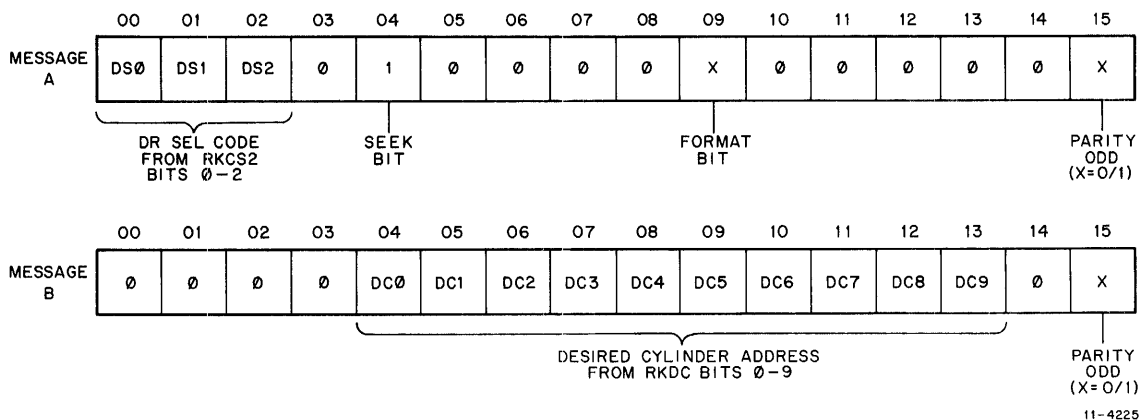 00 01 02 03 04 05 06 07 08 09 10 11 12 13 14 15
MESSAGE
A
DSØ DS1 DS2 Ø 1 Ø Ø Ø Ø X Ø Ø Ø Ø Ø X
DR SEL CODE
FROM RKCS2
BITS Ø-2
SEEK
BIT
FORMAT
BIT
PARITY
ODD
(X=0/1)
00 01 02 03 04 05 06 07 08 09 10 11 12 13 14 15
MESSAGE
B
Ø Ø Ø Ø DCØ DC1 DC2 DC3 DC4 DC5 DC6 DC7 DC8 DC9 Ø X
DESIRED CYLINDER ADDRESS
FROM RKDC BITS Ø-9
PARITY
ODD
(X=0/1)
11-4225